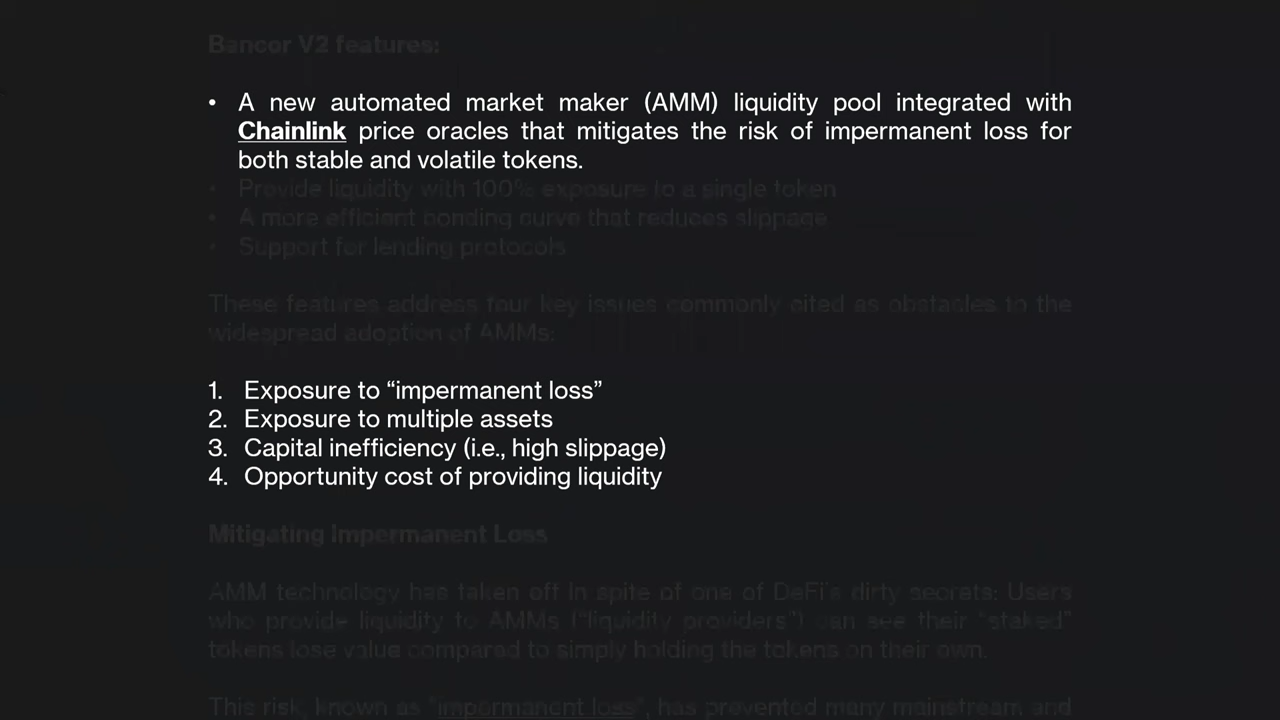 Bancor V2 features:
• A new automated market maker (AMM) liquidity pool integrated with
Chainlink price oracles that mitigates the risk of impermanent loss for
both stable and volatile tokens.
• Provide liquidity with 100% exposure to a single token
• A more efficient bonding curve that reduces slippage
• Support for lending protocols
These features address four key issues commonly cited as obstacles to the
widespread adoption of AMMs:
1. Exposure to “impermanent loss”
2. Exposure to multiple assets
3. Capital inefficiency (i.e., high slippage)
4. Opportunity cost of providing liquidity
Mitigating Impermanent Loss
AMM technology has taken off in spite of one of DeFi’s dirty secrets: Users
who provide liquidity to AMMs (“liquidity providers”) can see their “staked”
tokens lose value compared to simply holding the tokens on their own.
This risk, known as “impermanent loss”, has prevented many mainstream and